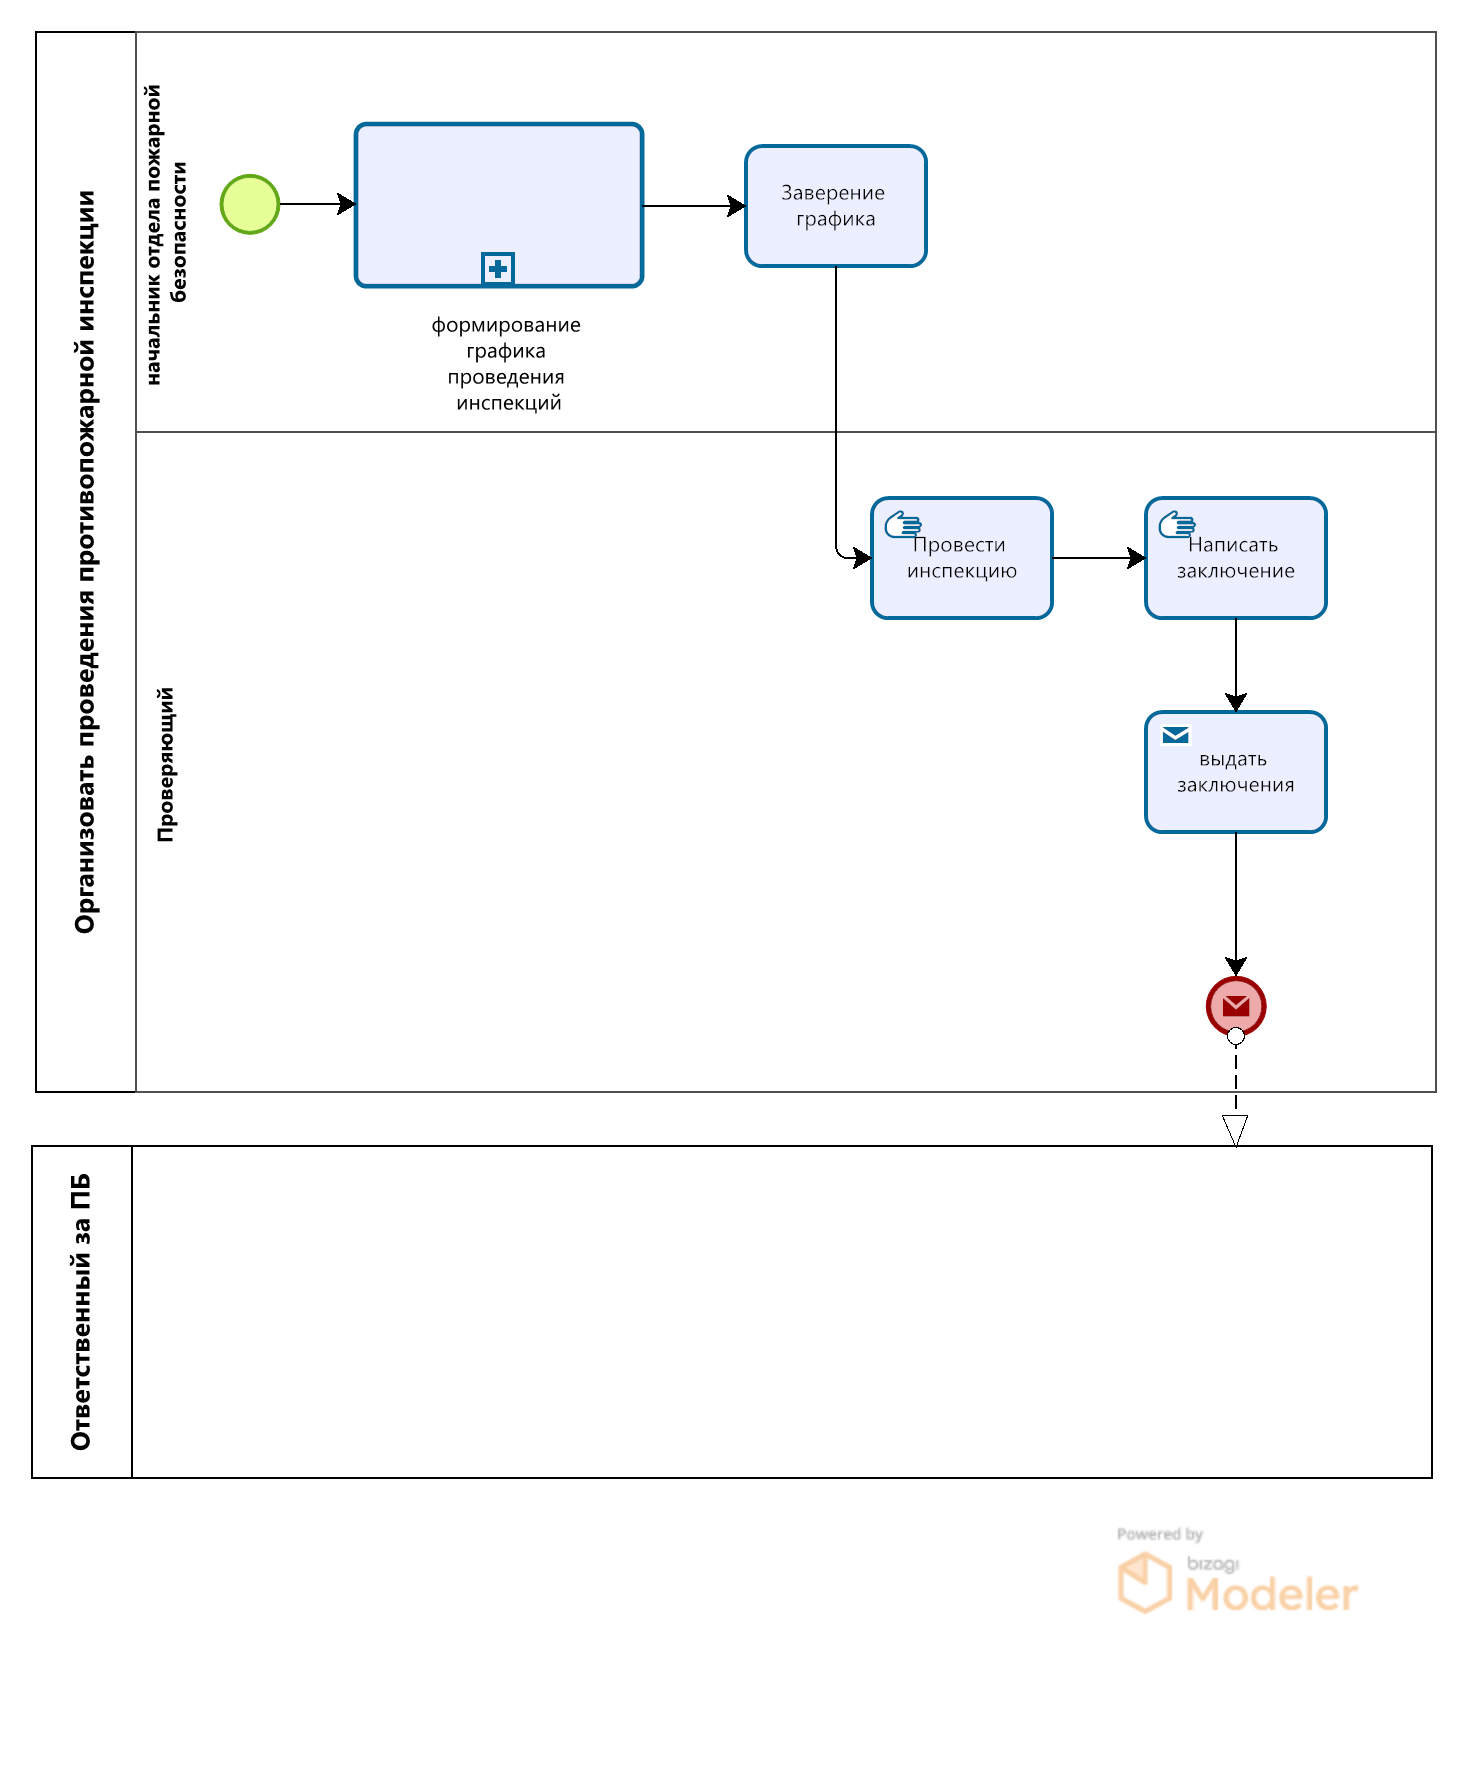 Организовать проведения противопожарной инспекции
начальник отдела пожарной
безопасности
Заверение
графика
формирование
графика
проведения
инспекций
Проверяющий
Провести
инспекцию
Написать
заключение
выдать
заключения
Ответственный за ПБ
Powered by
bizagi
Modeler